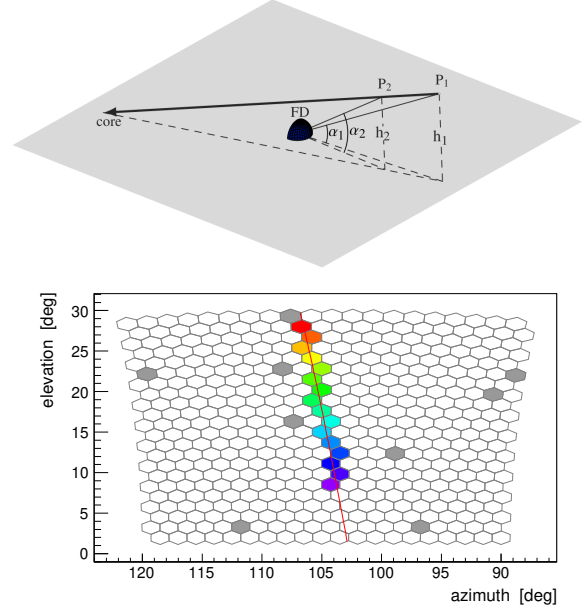 P₂
P₁
FD
core
α₁
α₂
h₂
h₁
elevation [deg]
30
25
20
15
10
5
0
120
115
110
105
100
95
90
azimuth [deg]